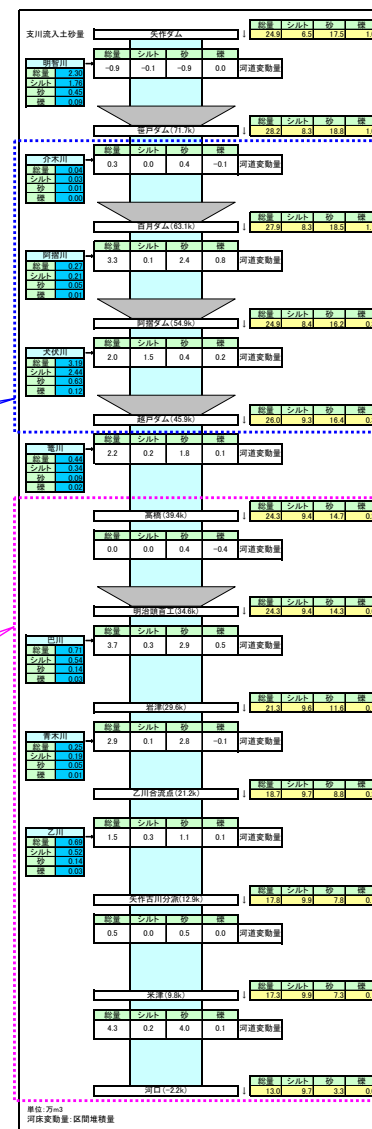 支川流入土砂量
矢作ダム ↓
総量 シルト 砂 礫
24.9 6.5 17.5
明智川
総量 2.30
シルト 1.76
砂 0.45
礫 0.09
総量 シルト 砂 礫
-0.9 -0.1 -0.9 0.0 河道変動量
笹戸ダム(71.7k) ↓
総量 シルト 砂 礫
28.2 8.3 18.8
介木川
総量 0.04
シルト 0.03
砂 0.01
礫 0.00
総量 シルト 砂 礫
0.3 0.0 0.4 -0.1 河道変動量
百月ダム(63.1k) ↓
総量 シルト 砂 礫
27.9 8.3 18.5
阿摺川
総量 0.27
シルト 0.21
砂 0.05
礫 0.01
総量 シルト 砂 礫
3.3 0.1 2.4 0.8 河道変動量
阿摺ダム(54.9k) ↓
総量 シルト 砂 礫
24.9 8.4 16.2
犬伏川
総量 3.19
シルト 2.44
砂 0.63
礫 0.12
総量 シルト 砂 礫
2.0 1.5 0.4 0.2 河道変動量
越戸ダム(45.9k) ↓
総量 シルト 砂 礫
26.0 9.3 16.4
篭川
総量 0.44
シルト 0.34
砂 0.09
礫 0.02
総量 シルト 砂 礫
2.2 0.2 1.8 0.1 河道変動量
高橋(39.4k) ↓
総量 シルト 砂 礫
24.3 9.4 14.7
総量 シルト 砂 礫
0.0 0.0 0.4 -0.4 河道変動量
明治頭首工(34.6k) ↓
総量 シルト 砂 礫
24.3 9.4 14.3
巴川
総量 0.71
シルト 0.54
砂 0.14
礫 0.03
総量 シルト 砂 礫
3.7 0.3 2.9 0.5 河道変動量
岩津(29.6k) ↓
総量 シルト 砂 礫
21.3 9.6 11.6
青木川
総量 0.25
シルト 0.19
砂 0.05
礫 0.01
総量 シルト 砂 礫
2.9 0.1 2.8 -0.1 河道変動量
乙川合流点(21.2k) ↓
総量 シルト 砂 礫
18.7 9.7 8.8
乙川
総量 0.69
シルト 0.52
砂 0.14
礫 0.03
総量 シルト 砂 礫
1.5 0.3 1.1 0.1 河道変動量
矢作古川分派(12.9k) ↓
総量 シルト 砂 礫
17.8 9.9 7.8
総量 シルト 砂 礫
0.5 0.0 0.5 0.0 河道変動量
米津(9.8k) ↓
総量 シルト 砂 礫
17.3 9.9 7.3
総量 シルト 砂 礫
4.3 0.2 4.0 0.1 河道変動量
河口(-2.2k) ↓
総量 シルト 砂 礫
13.0 9.7 3.3
単位:万m3
河床変動量:区間堆積量